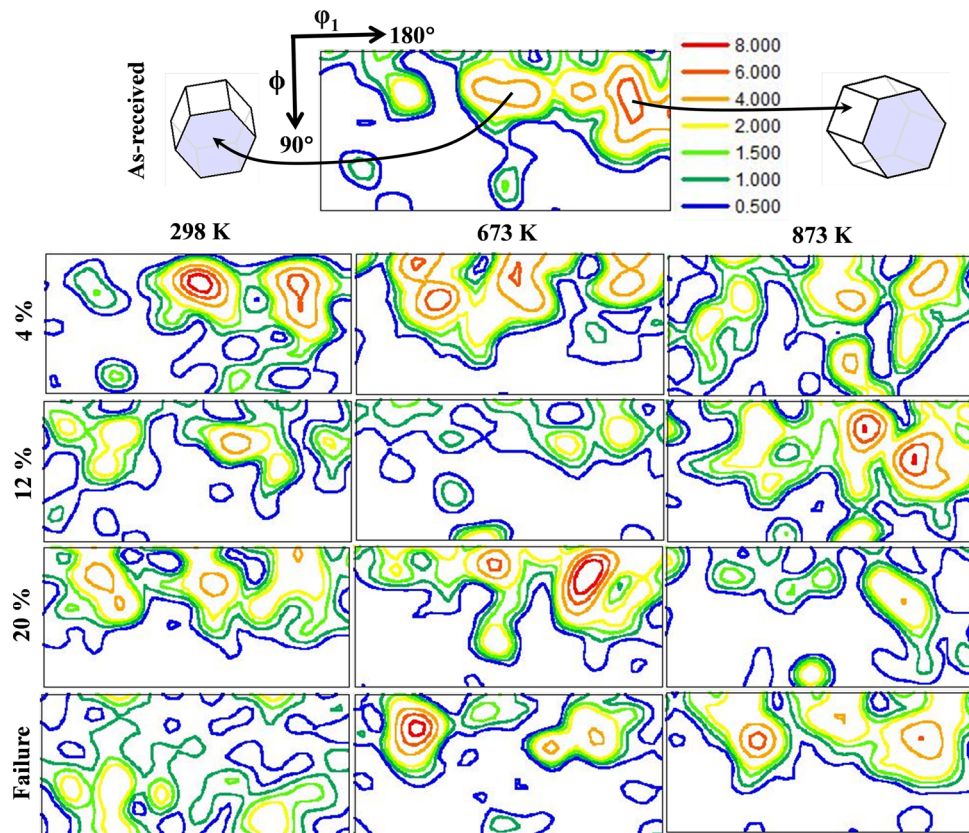 φ1
180°
ϕ
90°
As-received
8.000
6.000
4.000
2.000
1.500
1.000
0.500
298 K
673 K
873 K
4 %
12 %
20 %
Failure